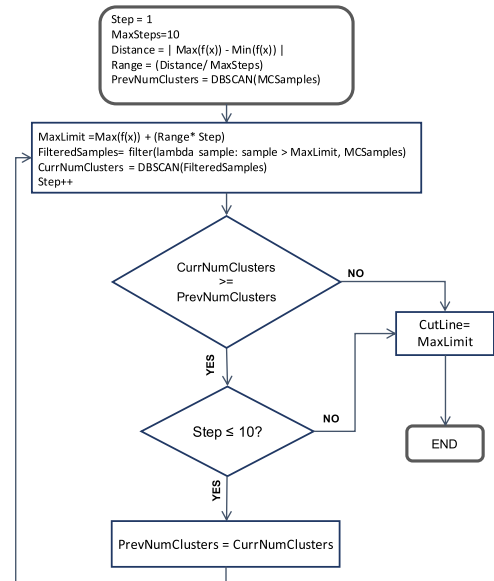 Step = 1
MaxSteps=10
Distance = | Max(f(x)) - Min(f(x)) |
Range = (Distance/ MaxSteps)
PrevNumClusters = DBSCAN(MCSamples)
MaxLimit =Max(f(x)) + (Range* Step)
FilteredSamples= filter(lambda sample: sample > MaxLimit, MCSamples)
CurrNumClusters = DBSCAN(FilteredSamples)
Step++
CurrNumClusters
>=
PrevNumClusters
NO
CutLine=
MaxLimit
YES
Step ≤ 10?
NO
END
YES
PrevNumClusters = CurrNumClusters